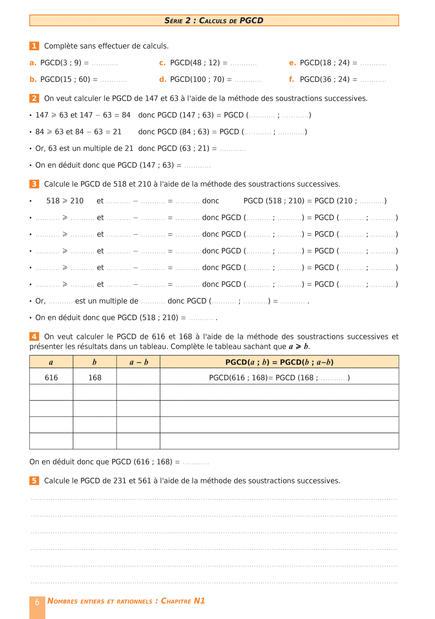 SÉRIE 2 : CALCULS DE PGCD
1 Complète sans effectuer de calculs.
a. PGCD(3 ; 9) = ............ c. PGCD(48 ; 12) = ............ e. PGCD(18 ; 24) = ............
b. PGCD(15 ; 60) = ............ d. PGCD(100 ; 70) = ............ f. PGCD(36 ; 24) = ............
2 On veut calculer le PGCD de 147 et 63 à l'aide de la méthode des soustractions successives.
• 147 ⩾ 63 et 147 − 63 = 84 donc PGCD (147 ; 63) = PGCD (............ ; ............)
• 84 ⩾ 63 et 84 − 63 = 21 donc PGCD (84 ; 63) = PGCD (............ ; ............)
• Or, 63 est un multiple de 21 donc PGCD (63 ; 21) = ............
• On en déduit donc que PGCD (147 ; 63) = ............
3 Calcule le PGCD de 518 et 210 à l'aide de la méthode des soustractions successives.
• 518 ⩾ 210 et ............ − ............ = ............ donc PGCD (518 ; 210) = PGCD (210 ; ............)
• ............ ⩾ ............ et ............ − ............ = ............ donc PGCD (............ ; ............) = PGCD (............ ; ............)
• ............ ⩾ ............ et ............ − ............ = ............ donc PGCD (............ ; ............) = PGCD (............ ; ............)
• ............ ⩾ ............ et ............ − ............ = ............ donc PGCD (............ ; ............) = PGCD (............ ; ............)
• ............ ⩾ ............ et ............ − ............ = ............ donc PGCD (............ ; ............) = PGCD (............ ; ............)
• ............ ⩾ ............ et ............ − ............ = ............ donc PGCD (............ ; ............) = PGCD (............ ; ............)
• Or, ............ est un multiple de ............ donc PGCD (............ ; ............) = ............ .
• On en déduit donc que PGCD (518 ; 210) = ............ .
4 On veut calculer le PGCD de 616 et 168 à l'aide de la méthode des soustractions successives et
présenter les résultats dans un tableau. Complète le tableau sachant que a ⩾ b.
a b a − b PGCD(a ; b) = PGCD(b ; a−b)
616 168 PGCD(616 ; 168)= PGCD (168 ; ............)
On en déduit donc que PGCD (616 ; 168) = ............
5 Calcule le PGCD de 231 et 561 à l'aide de la méthode des soustractions successives.
6 NOMBRES ENTIERS ET RATIONNELS : CHAPITRE N1